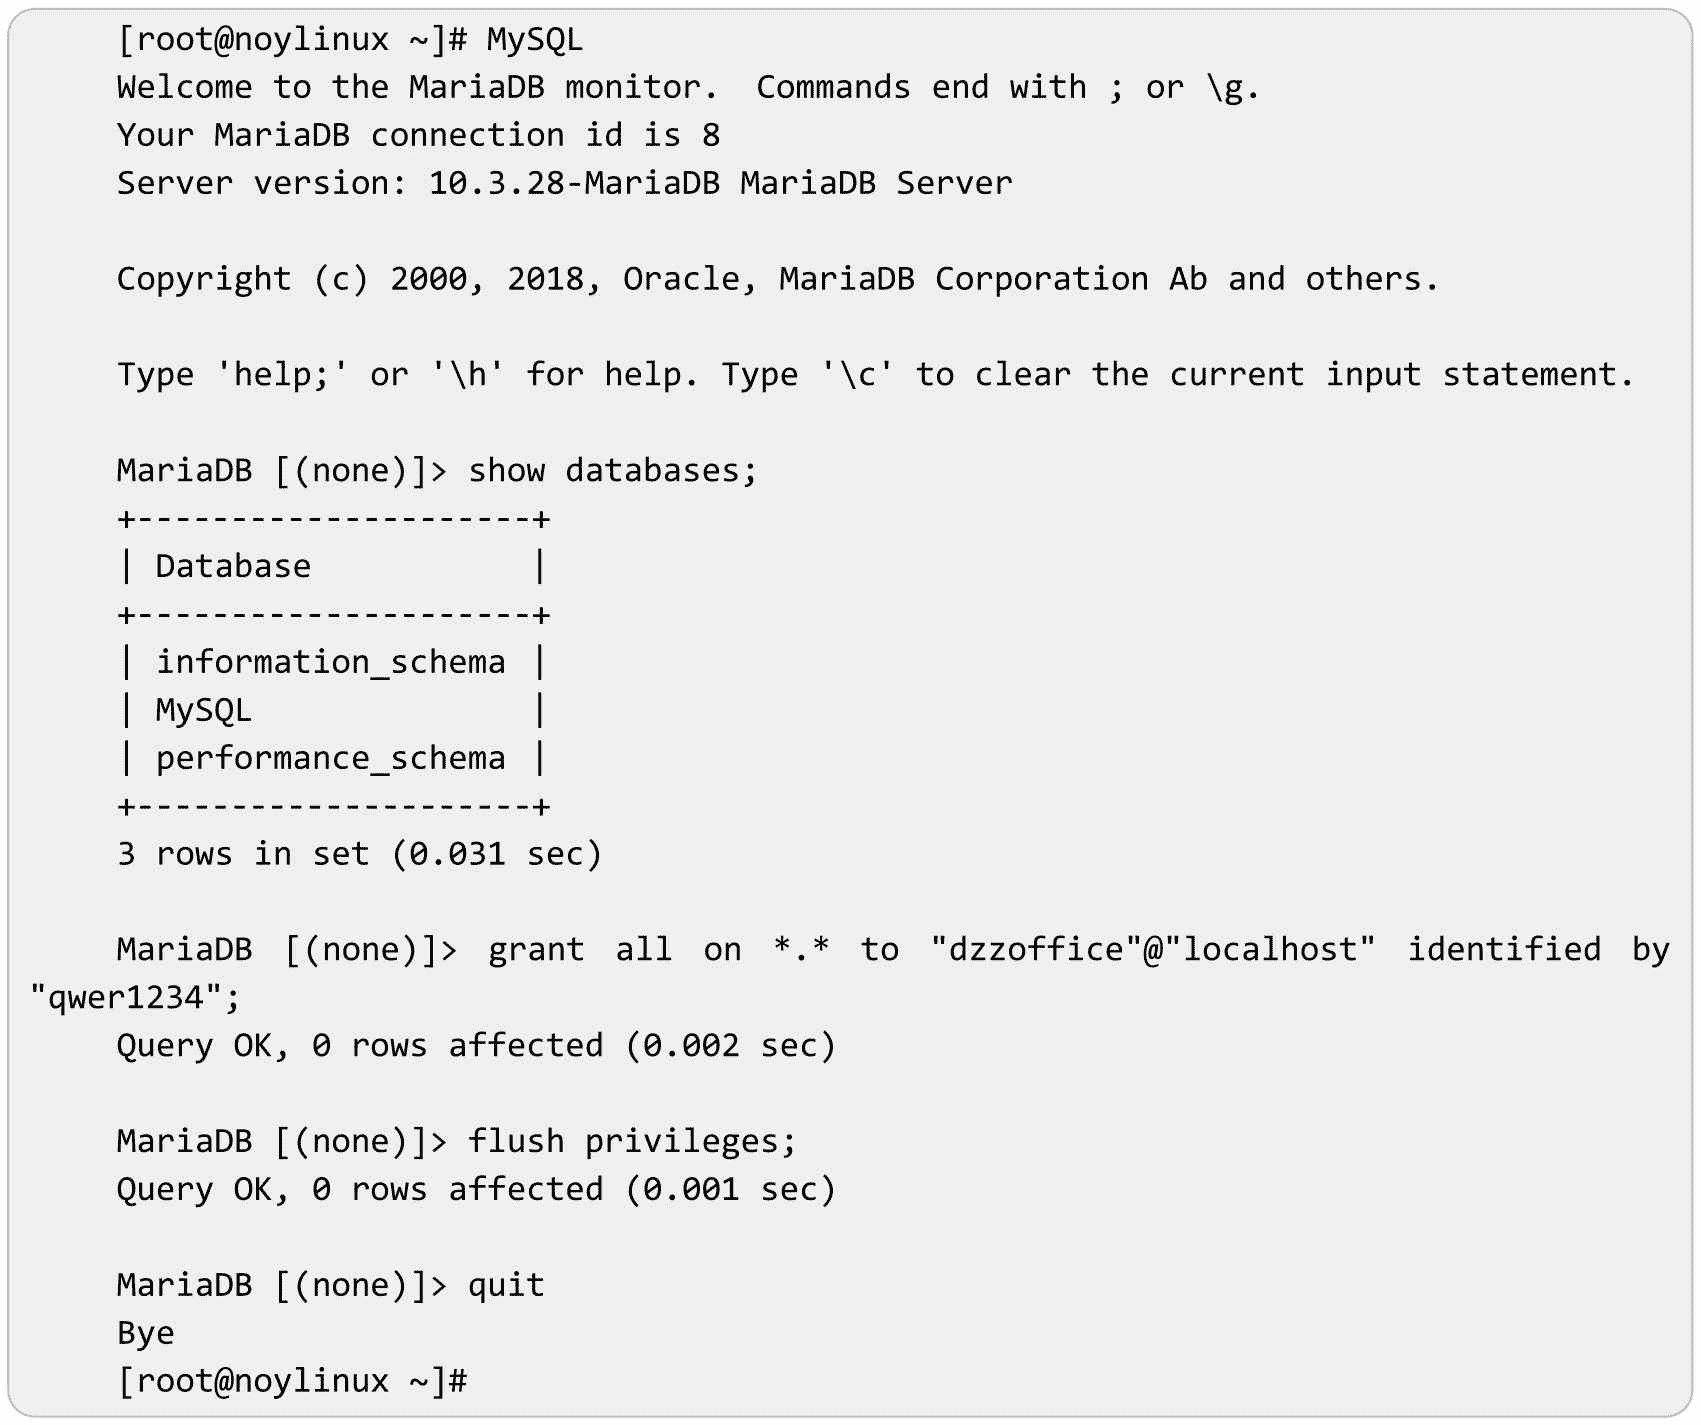 [root@noylinux ~]# MySQL
Welcome to the MariaDB monitor.  Commands end with ; or \g.
Your MariaDB connection id is 8
Server version: 10.3.28-MariaDB MariaDB Server

Copyright (c) 2000, 2018, Oracle, MariaDB Corporation Ab and others.

Type 'help;' or '\h' for help. Type '\c' to clear the current input statement.

MariaDB [(none)]> show databases;
+--------------------+
| Database           |
+--------------------+
| information_schema |
| MySQL              |
| performance_schema |
+--------------------+
3 rows in set (0.031 sec)

MariaDB [(none)]> grant all on *.* to "dzzoffice"@"localhost" identified by
"qwer1234";
Query OK, 0 rows affected (0.002 sec)

MariaDB [(none)]> flush privileges;
Query OK, 0 rows affected (0.001 sec)

MariaDB [(none)]> quit
Bye
[root@noylinux ~]#